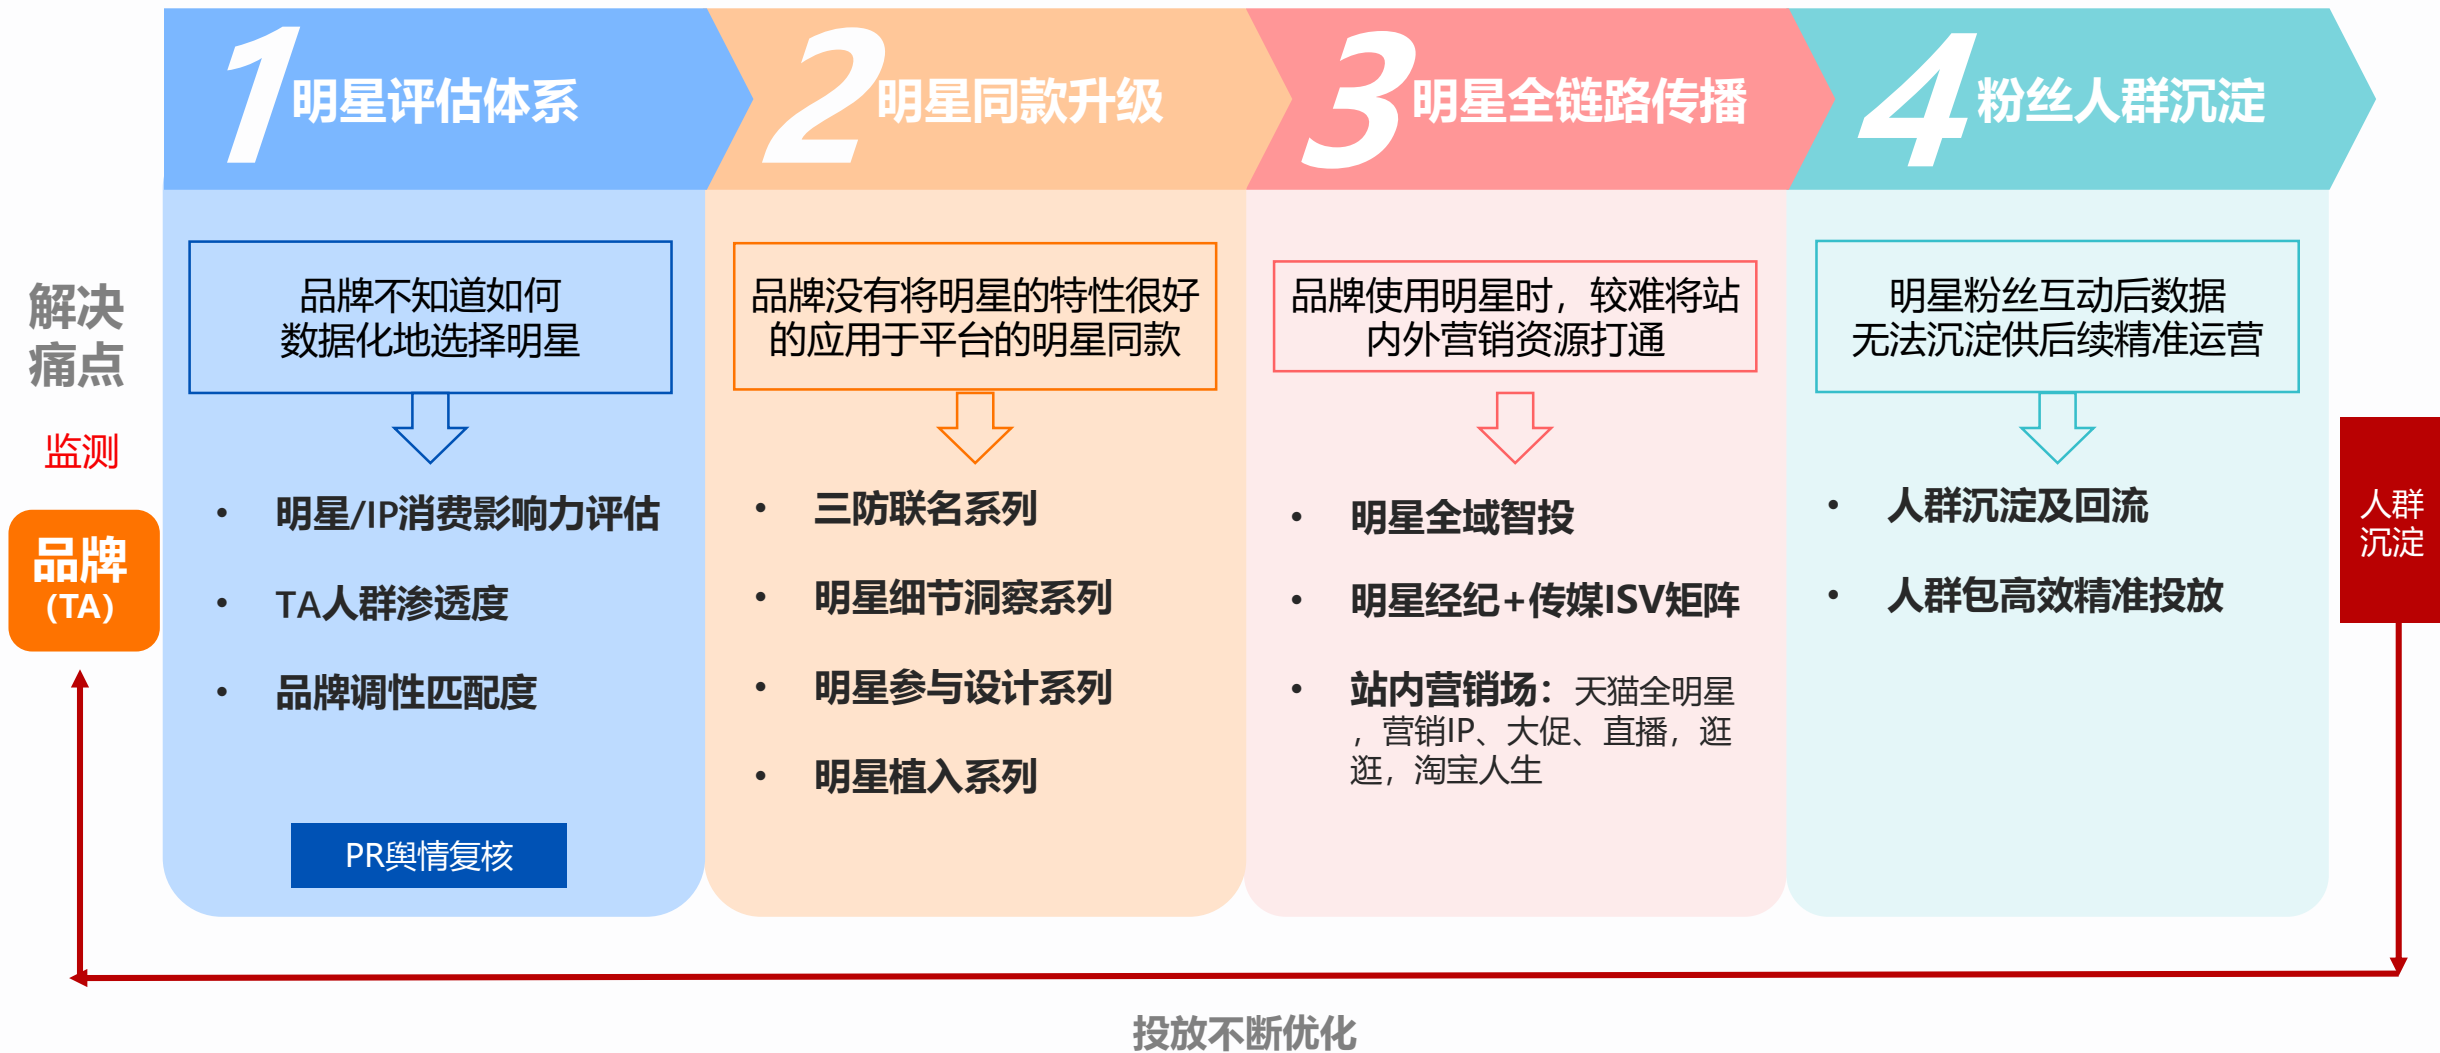 1 明星评估体系
2 明星同款升级
3 明星全链路传播
4 粉丝人群沉淀
解决
痛点
监测
品牌
(TA)
品牌不知道如何
数据化地选择明星
• 明星/IP消费影响力评估
• TA人群渗透度
• 品牌调性匹配度
PR舆情复核
品牌没有将明星的特性很好
的应用于平台的明星同款
• 三防联名系列
• 明星细节洞察系列
• 明星参与设计系列
• 明星植入系列
品牌使用明星时，较难将站
内外营销资源打通
• 明星全域智投
• 明星经纪+传媒ISV矩阵
• 站内营销场：天猫全明星
，营销IP、大促、直播，逛
逛，淘宝人生
明星粉丝互动后数据
无法沉淀供后续精准运营
• 人群沉淀及回流
• 人群包高效精准投放
人群
沉淀
投放不断优化